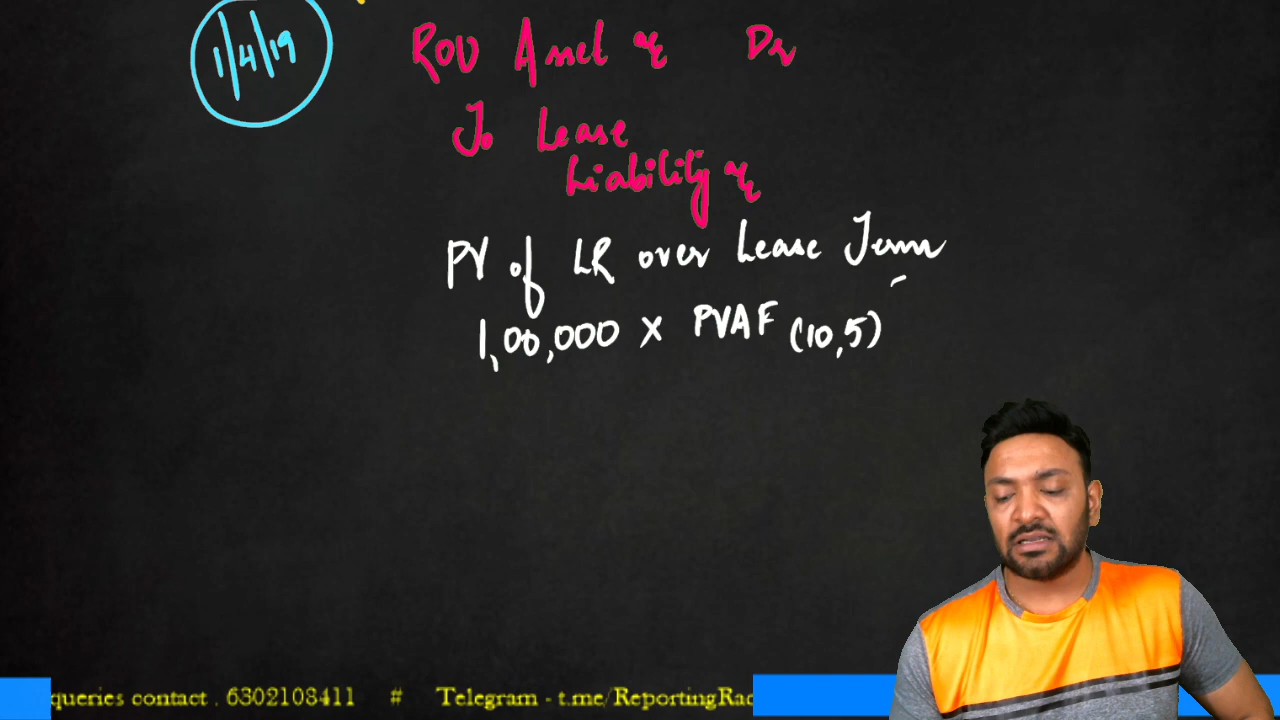 1/4/19
ROU Asset a/c Dr
To Lease
Liability a/c
PV of LR over Lease Term
1,00,000 x PVAF (10,5)
queries contact . 6302108411 # Telegram - t.me/ReportingRac